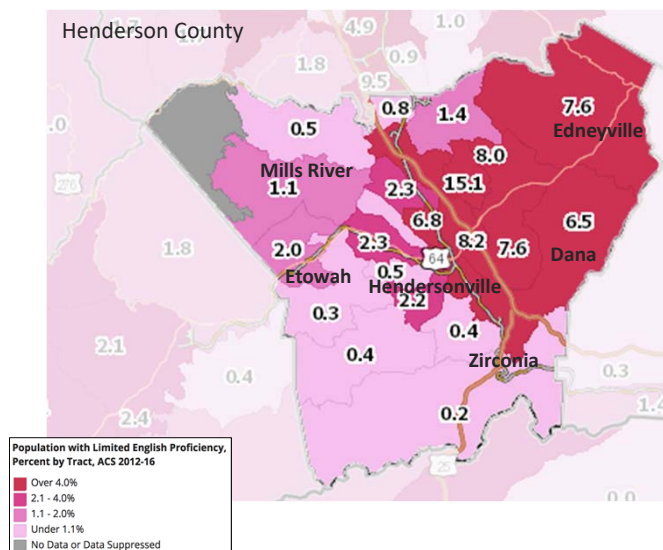 Henderson County
1.7
1.8
4.9
1.0
0.9
9.5
0.8
1.4
7.6
.0
0.5
Edneyville
8.0
Mills River
276
1.1
2.3
15.1
6.8
6.5
1.8
2.0
2.3
8.2
7.6
64
Dana
Etowah
0.5
Hendersonville
2.2
0.3
0.4
2.1
0.4
Zirconia
0.4
0.3
2.4
0.2
1.4
25
0.0
Population with Limited English Proficiency,
Percent by Tract, ACS 2012-16
Over 4.0%
2.1 - 4.0%
1.1 - 2.0%
Under 1.1%
No Data or Data Suppressed